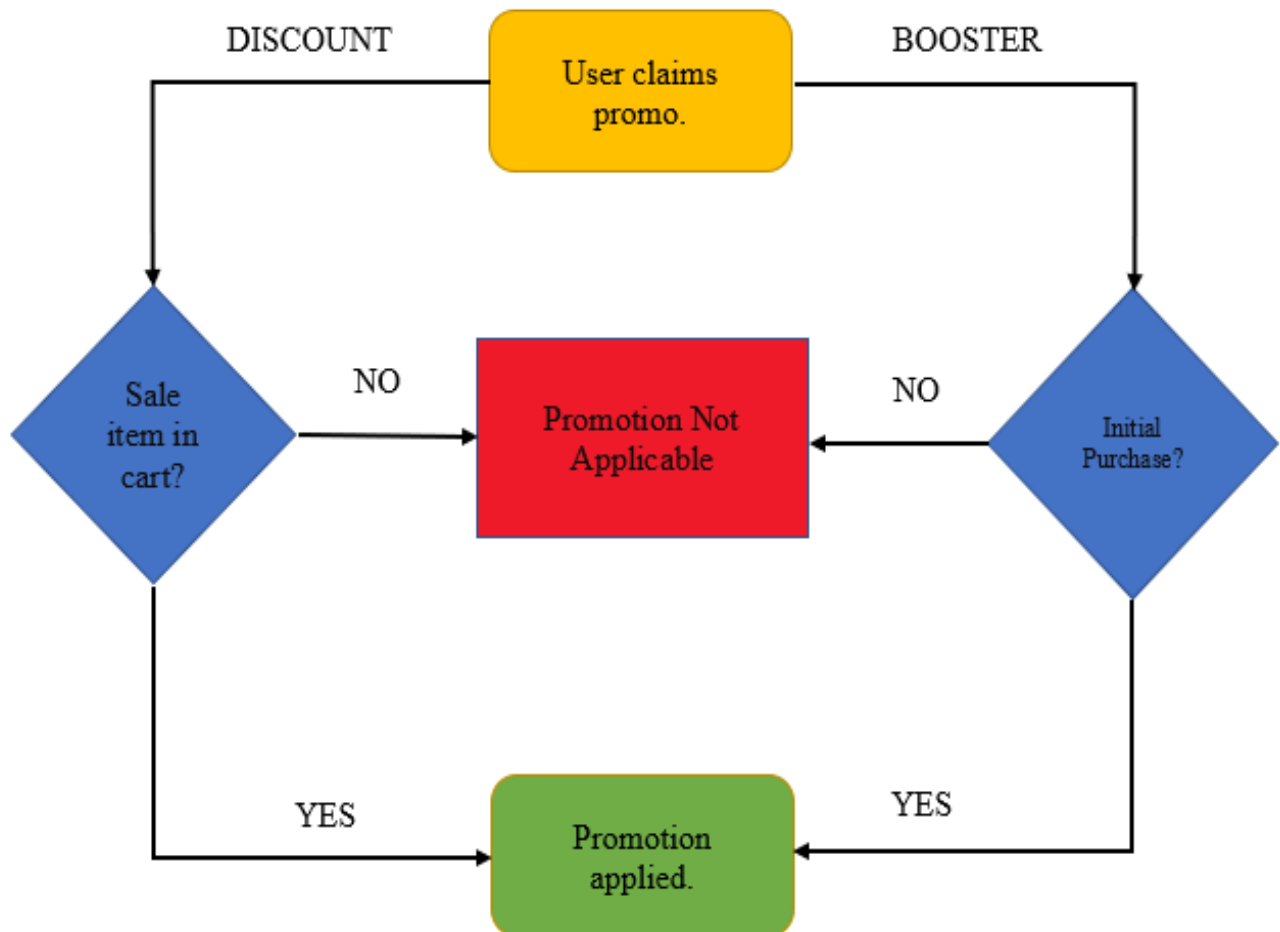 DISCOUNT
User claims
promo.
BOOSTER
Sale
item in
cart?
NO
Promotion Not
Applicable
NO
Initial
Purchase?
YES
Promotion
applied.
YES